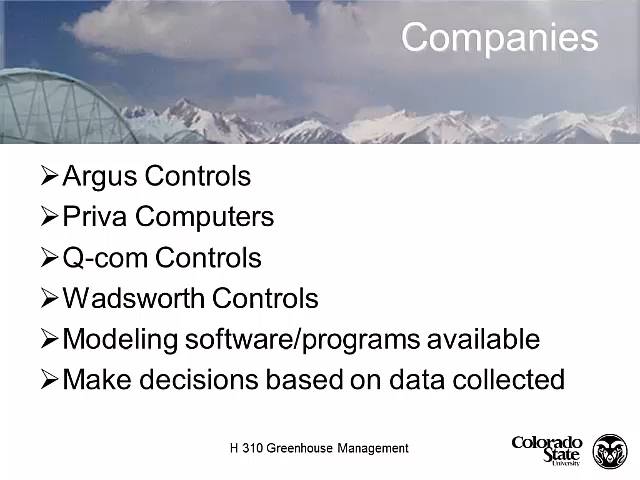 Companies
Argus Controls
Priva Computers
Q-com Controls
Wadsworth Controls
Modeling software/programs available
Make decisions based on data collected
H 310 Greenhouse Management
Colorado
State
University